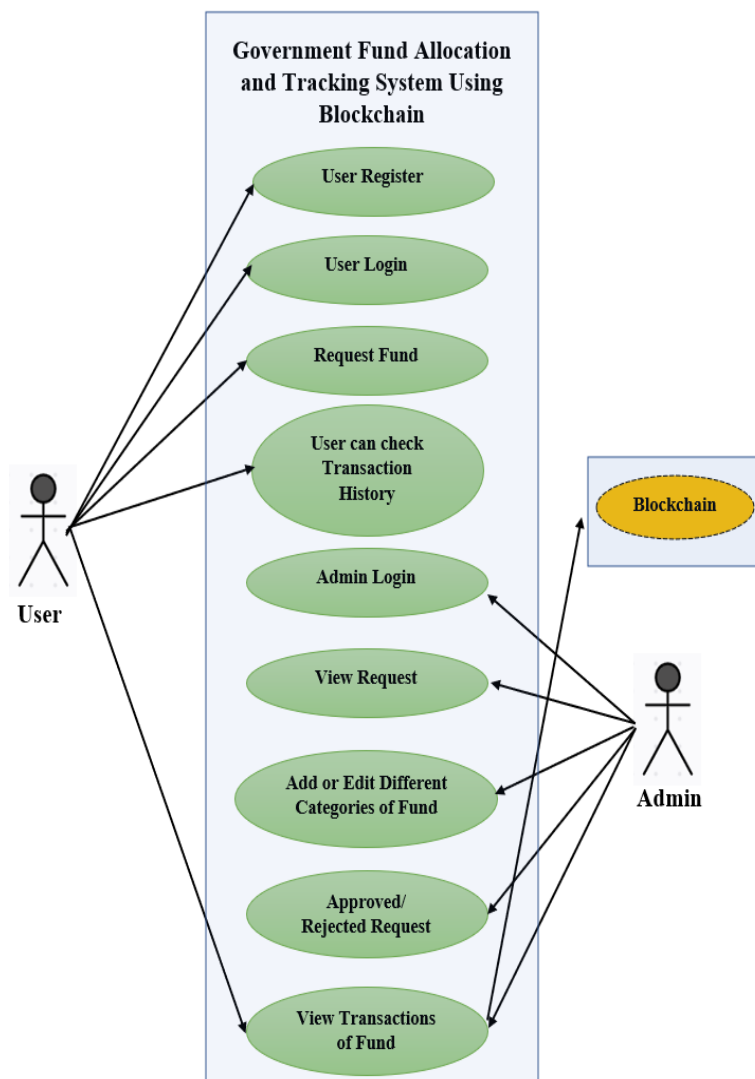 Government Fund Allocation
and Tracking System Using
Blockchain
User Register
User Login
Request Fund
User can check
Transaction
History
Blockchain
Admin Login
User
View Request
Add or Edit Different
Categories of Fund
Admin
Approved/
Rejected Request
View Transactions
of Fund